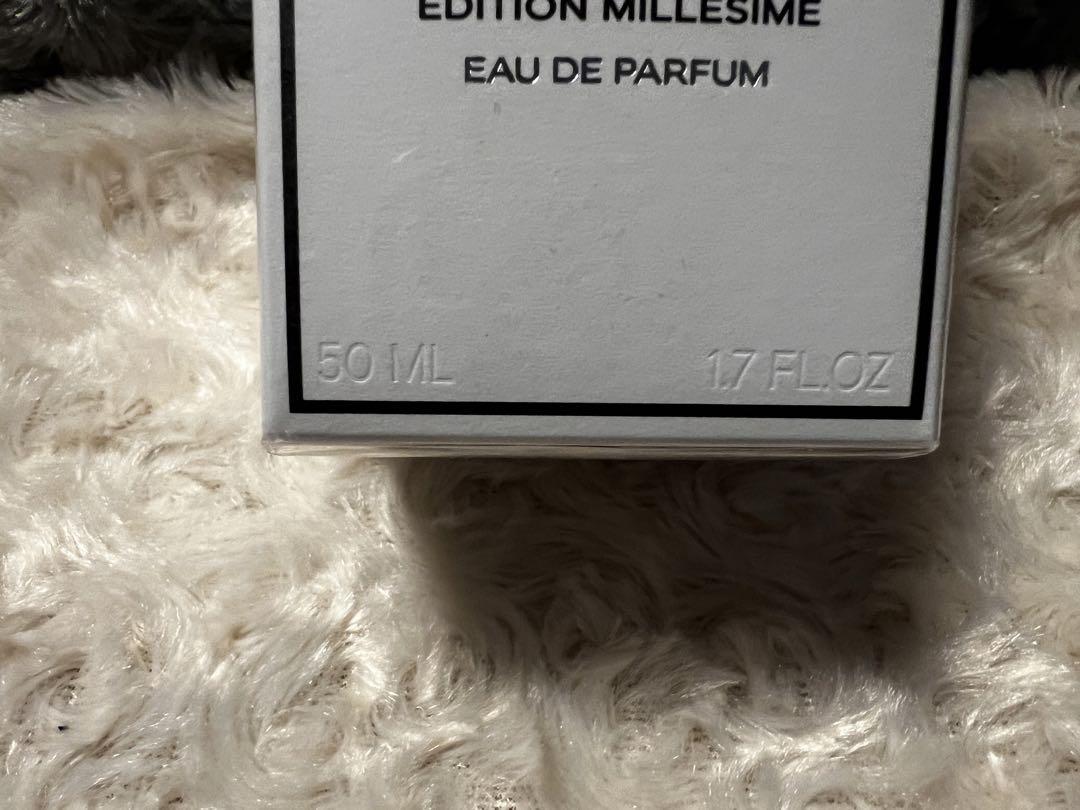 EDITION MILLESIME
EAU DE PARFUM
50 ML 1.7 FL.OZ